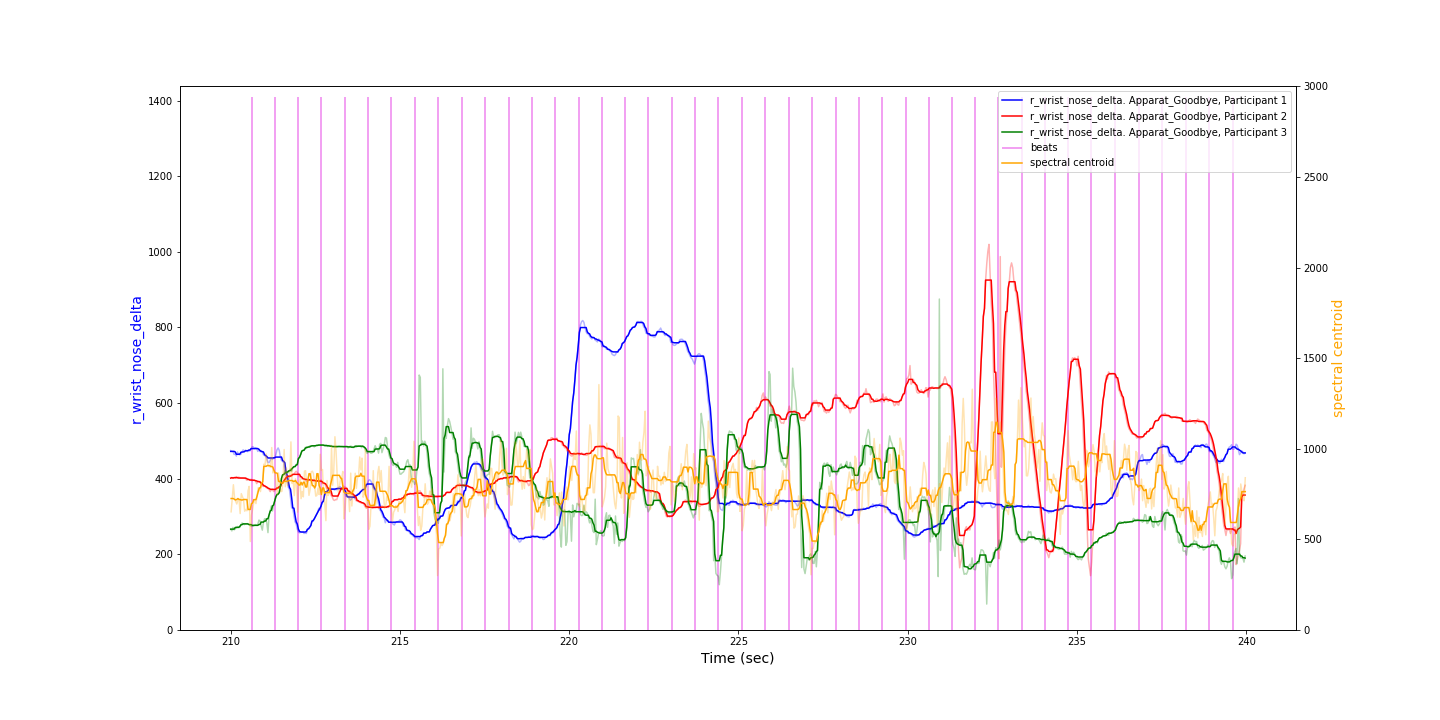 1400
1200
1000
800
600
400
200
0
r_wrist_nose_delta
3000
2500
2000
1500
1000
500
0
spectral centroid
r_wrist_nose_delta. Apparat_Goodbye, Participant 1
r_wrist_nose_delta. Apparat_Goodbye, Participant 2
r_wrist_nose_delta. Apparat_Goodbye, Participant 3
beats
spectral centroid
210 215 220 225 230 235 240
Time (sec)